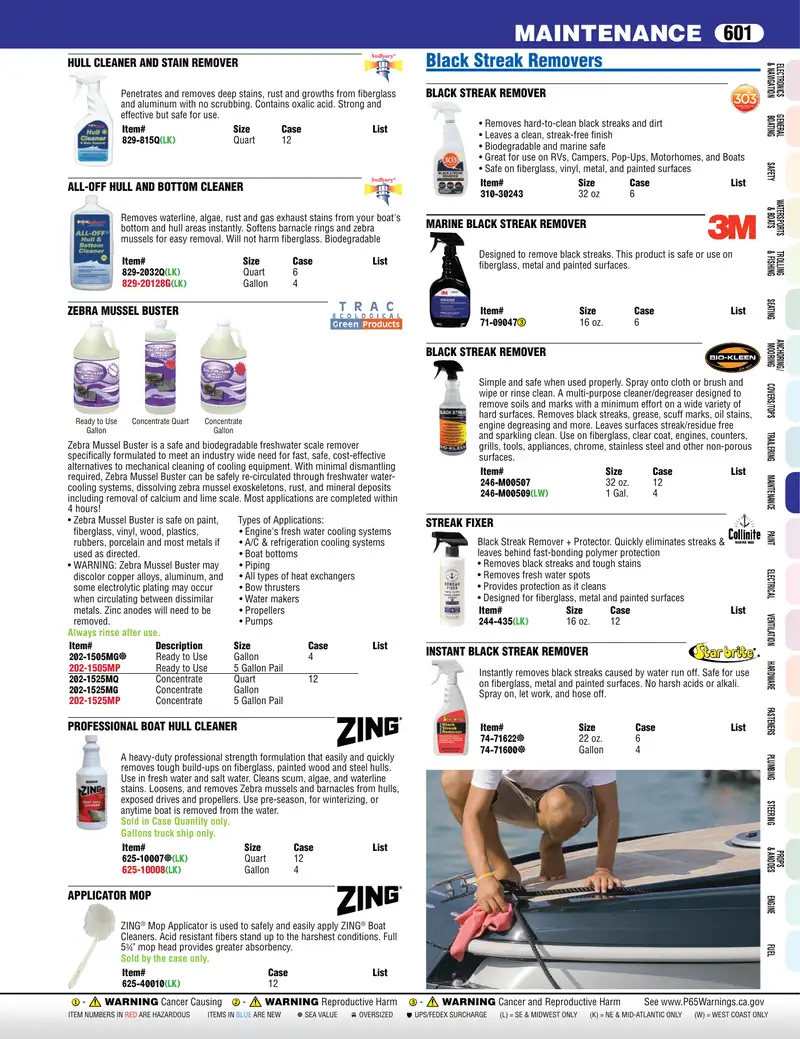 MAINTENANCE 601
HULL CLEANER AND STAIN REMOVER
Sudbury
Penetrates and removes deep stains, rust and growths from fiberglass
and aluminum with no scrubbing. Contains oxalic acid. Strong and
effective but safe for use.
Item# Size Case List
829-815Q(LK) Quart 12
ALL-OFF HULL AND BOTTOM CLEANER
Sudbury
Removes waterline, algae, rust and gas exhaust stains from your boat's
bottom and hull areas instantly. Softens barnacle rings and zebra
mussels for easy removal. Will not harm fiberglass. Biodegradable
Item# Size Case List
829-2032Q(LK) Quart 6
829-20128G(LK) Gallon 4
ZEBRA MUSSEL BUSTER
TRAC
ECOLOGICAL
Green Products
Ready to Use
Gallon
Concentrate Quart
Concentrate
Gallon
Zebra Mussel Buster is a safe and biodegradable freshwater scale remover
specifically formulated to meet an industry wide need for fast, safe, cost-effective
alternatives to mechanical cleaning of cooling equipment. With minimal dismantling
required, Zebra Mussel Buster can be safely re-circulated through freshwater water-
cooling systems, dissolving zebra mussel exoskeletons, rust, and mineral deposits
including removal of calcium and lime scale. Most applications are completed within
4 hours!
• Zebra Mussel Buster is safe on paint,
fiberglass, vinyl, wood, plastics,
rubbers, porcelain and most metals if
used as directed.
• WARNING: Zebra Mussel Buster may
discolor copper alloys, aluminum, and
some electrolytic plating may occur
when circulating between dissimilar
metals. Zinc anodes will need to be
removed.
Types of Applications:
• Engine's fresh water cooling systems
• A/C & refrigeration cooling systems
• Boat bottoms
• Piping
• All types of heat exchangers
• Bow thrusters
• Water makers
• Propellers
• Pumps
Always rinse after use.
Item# Description Size Case List
202-1505MG Ready to Use Gallon 4
202-1505MP Ready to Use 5 Gallon Pail
202-1525MQ Concentrate Quart 12
202-1525MG Concentrate Gallon
202-1525MP Concentrate 5 Gallon Pail
PROFESSIONAL BOAT HULL CLEANER
ZING
A heavy-duty professional strength formulation that easily and quickly
removes tough build-ups on fiberglass, painted wood and steel hulls.
Use in fresh water and salt water. Cleans scum, algae, and waterline
stains. Loosens, and removes Zebra mussels and barnacles from hulls,
exposed drives and propellers. Use pre-season, for winterizing, or
anytime boat is removed from the water.
Sold in Case Quantity only.
Gallons truck ship only.
Item# Size Case List
625-10007(LK) Quart 12
625-10008(LK) Gallon 4
APPLICATOR MOP
ZING
ZING® Mop Applicator is used to safely and easily apply ZING® Boat
Cleaners. Acid resistant fibers stand up to the harshest conditions. Full
5¾" mop head provides greater absorbency.
Sold by the case only.
Item# Case List
625-40010(LK) 12
Black Streak Removers
BLACK STREAK REMOVER
303
• Removes hard-to-clean black streaks and dirt
• Leaves a clean, streak-free finish
• Biodegradable and marine safe
• Great for use on RVs, Campers, Pop-Ups, Motorhomes, and Boats
• Safe on fiberglass, vinyl, metal, and painted surfaces
Item# Size Case List
310-30243 32 oz 6
MARINE BLACK STREAK REMOVER
3M
Designed to remove black streaks. This product is safe or use on
fiberglass, metal and painted surfaces.
Item# Size Case List
71-09047③ 16 oz. 6
BLACK STREAK REMOVER
BIO-KLEEN
Simple and safe when used properly. Spray onto cloth or brush and
wipe or rinse clean. A multi-purpose cleaner/degreaser designed to
remove soils and marks with a minimum effort on a wide variety of
hard surfaces. Removes black streaks, grease, scuff marks, oil stains,
engine degreasing and more. Leaves surfaces streak/residue free
and sparkling clean. Use on fiberglass, clear coat, engines, counters,
grills, tools, appliances, chrome, stainless steel and other non-porous
surfaces.
Item# Size Case List
246-M00507 32 oz. 12
246-M00509(LW) 1 Gal. 4
STREAK FIXER
Collinite
Black Streak Remover + Protector. Quickly eliminates streaks &
leaves behind fast-bonding polymer protection
• Removes black streaks and tough stains
• Removes fresh water spots
• Provides protection as it cleans
• Designed for fiberglass, metal and painted surfaces
Item# Size Case List
244-435(LK) 16 oz. 12
INSTANT BLACK STREAK REMOVER
Star brite
Instantly removes black streaks caused by water run off. Safe for use
on fiberglass, metal and painted surfaces. No harsh acids or alkali.
Spray on, let work, and hose off.
Item# Size Case List
74-71622 22 oz. 6
74-71600 Gallon 4
ELECTRONICS
& NAVIGATION
GENERAL
BOATING
SAFETY
WATERSPORTS
& BOATS
TROLLING
& FISHING
SEATING
ANCHORING/
MOORING
COVERS TOPS
TRAILERING
MAINTENANCE
PAINT
ELECTRICAL
VENTILATION
HARDWARE
FASTENERS
PLUMBING
STEERING
PROPS
& ANODES
ENGINE
FUEL
① - WARNING Cancer Causing ② - WARNING Reproductive Harm ③ - WARNING Cancer and Reproductive Harm See www.P65Warnings.ca.gov
ITEM NUMBERS IN RED ARE HAZARDOUS ITEMS IN BLUE ARE NEW SEA VALUE OVERSIZED UPS/FEDEX SURCHARGE (L) = SE & MIDWEST ONLY (K) = NE & MID-ATLANTIC ONLY (W) = WEST COAST ONLY